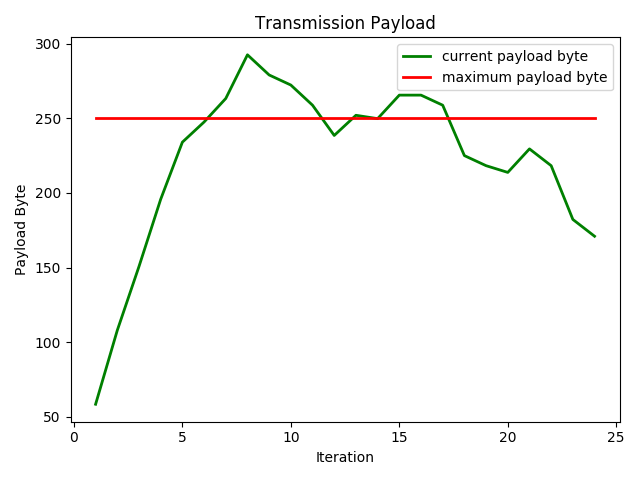 Transmission Payload
current payload byte
maximum payload byte
300
250
200
150
100
50
Payload Byte
0 5 10 15 20 25
Iteration